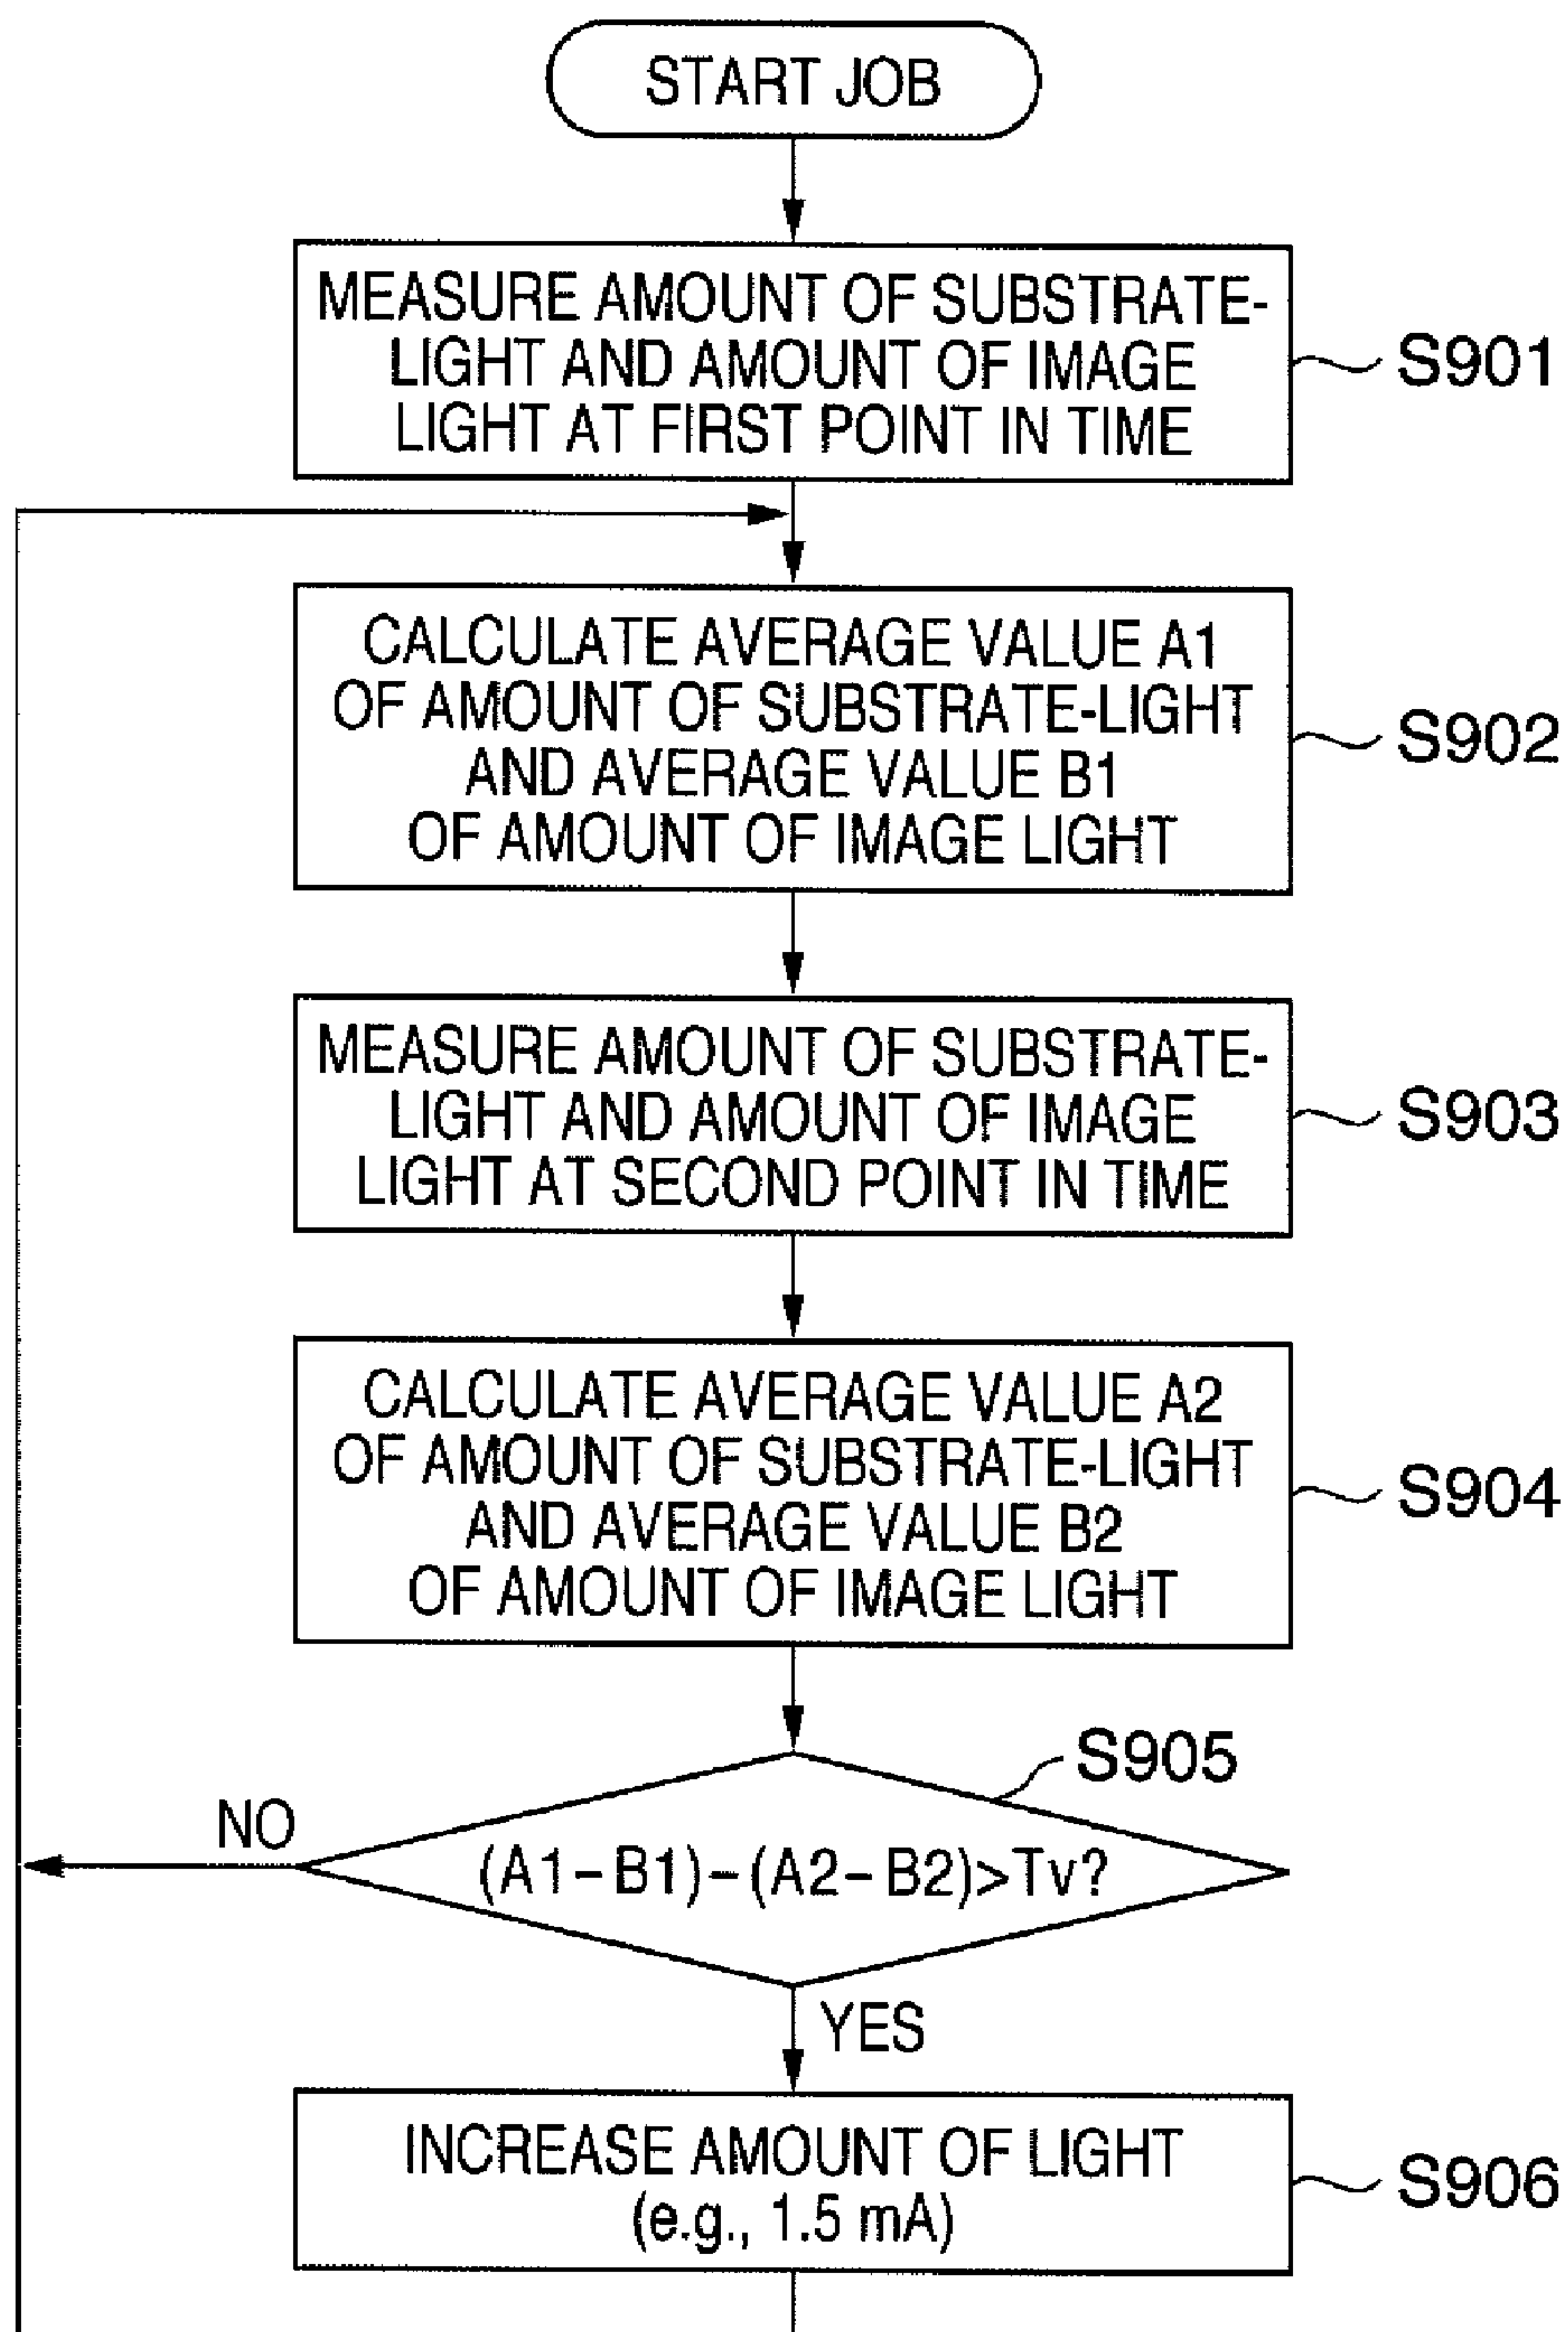 START JOB
MEASURE AMOUNT OF SUBSTRATE-
LIGHT AND AMOUNT OF IMAGE
LIGHT AT FIRST POINT IN TIME
S901
CALCULATE AVERAGE VALUE A1
OF AMOUNT OF SUBSTRATE-LIGHT
AND AVERAGE VALUE B1
OF AMOUNT OF IMAGE LIGHT
S902
MEASURE AMOUNT OF SUBSTRATE-
LIGHT AND AMOUNT OF IMAGE
LIGHT AT SECOND POINT IN TIME
S903
CALCULATE AVERAGE VALUE A2
OF AMOUNT OF SUBSTRATE-LIGHT
AND AVERAGE VALUE B2
OF AMOUNT OF IMAGE LIGHT
S904
S905
NO
(A1-B1)-(A2-B2)>Tv?
YES
INCREASE AMOUNT OF LIGHT
(e.g., 1.5 mA)
S906